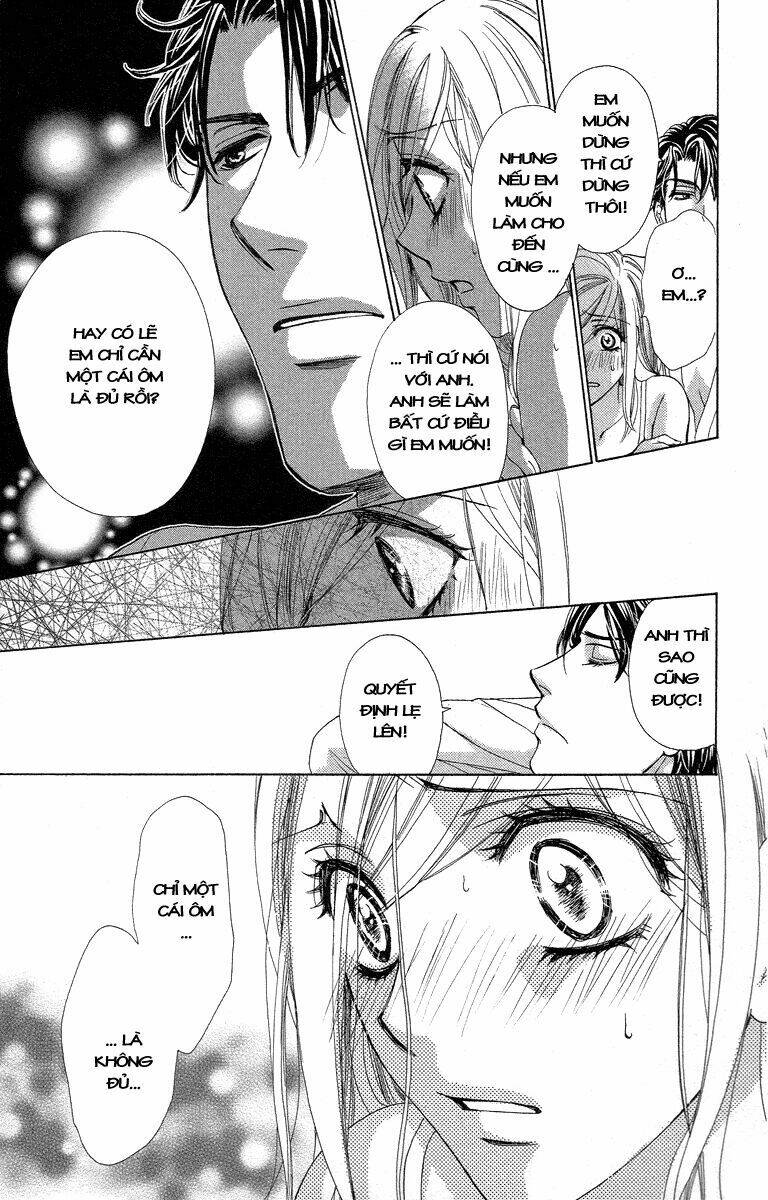 EM
MUỐN
DỪNG
THÌ CỨ
DỪNG
THÔI!
Ơ...
EM...?
NHƯNG
NẾU EM
MUỐN
LÀM CHO
ĐẾN
CÙNG ...
... THÌ CỨ NÓI
VỚI ANH.
ANH SẼ LÀM
BẤT CỨ ĐIỀU
GÌ EM MUỐN!
HAY CÓ LẼ
EM CHỈ CẦN
MỘT CÁI ÔM
LÀ ĐỦ RỒI?
ANH THÌ
SAO
CŨNG
ĐƯỢC!
QUYẾT
ĐỊNH LẸ
LÊN!
CHỈ MỘT
CÁI ÔM
...
... LÀ
KHÔNG
ĐỦ...